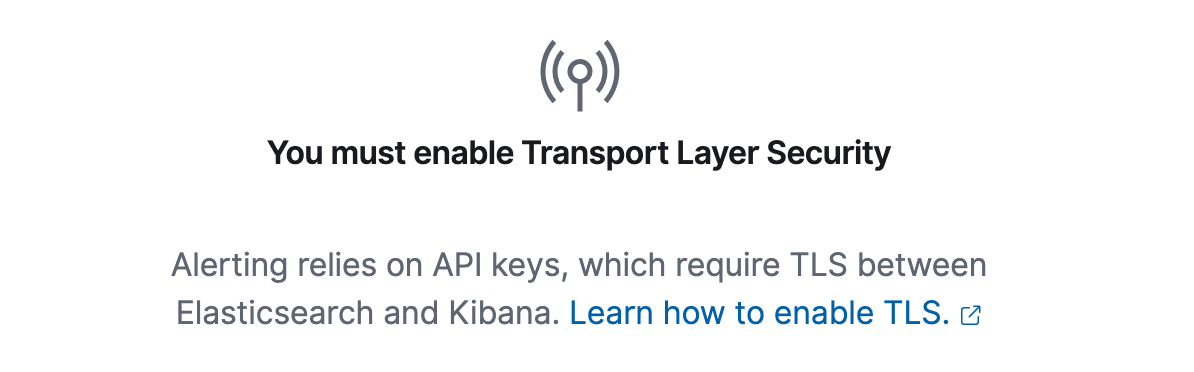 You must enable Transport Layer Security
Alerting relies on API keys, which require TLS between
Elasticsearch and Kibana. Learn how to enable TLS.